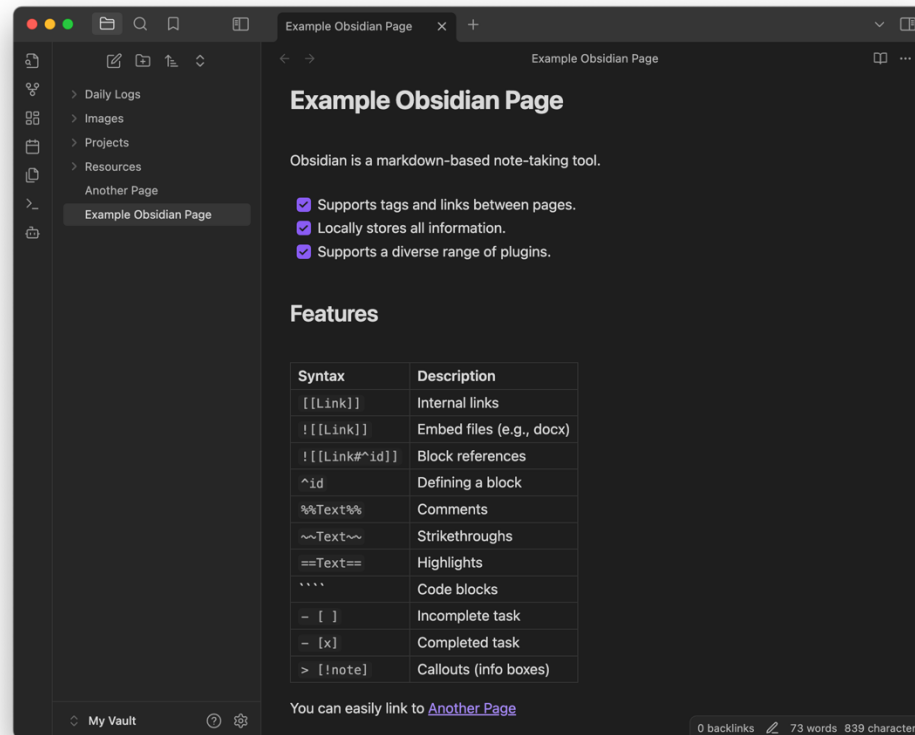 Example Obsidian Page
Example Obsidian Page
Daily Logs
Images
Projects
Resources
Another Page
Example Obsidian Page
My Vault
Example Obsidian Page
Obsidian is a markdown-based note-taking tool.
Supports tags and links between pages.
Locally stores all information.
Supports a diverse range of plugins.
Features
Syntax Description
[[Link]] Internal links
![[Link]] Embed files (e.g., docx)
![[Link#^id]] Block references
^id Defining a block
%%Text%% Comments
~~Text~~ Strikethroughs
==Text== Highlights
```` Code blocks
- [ ] Incomplete task
- [x] Completed task
> [!note] Callouts (info boxes)
You can easily link to Another Page
0 backlinks 73 words 839 character